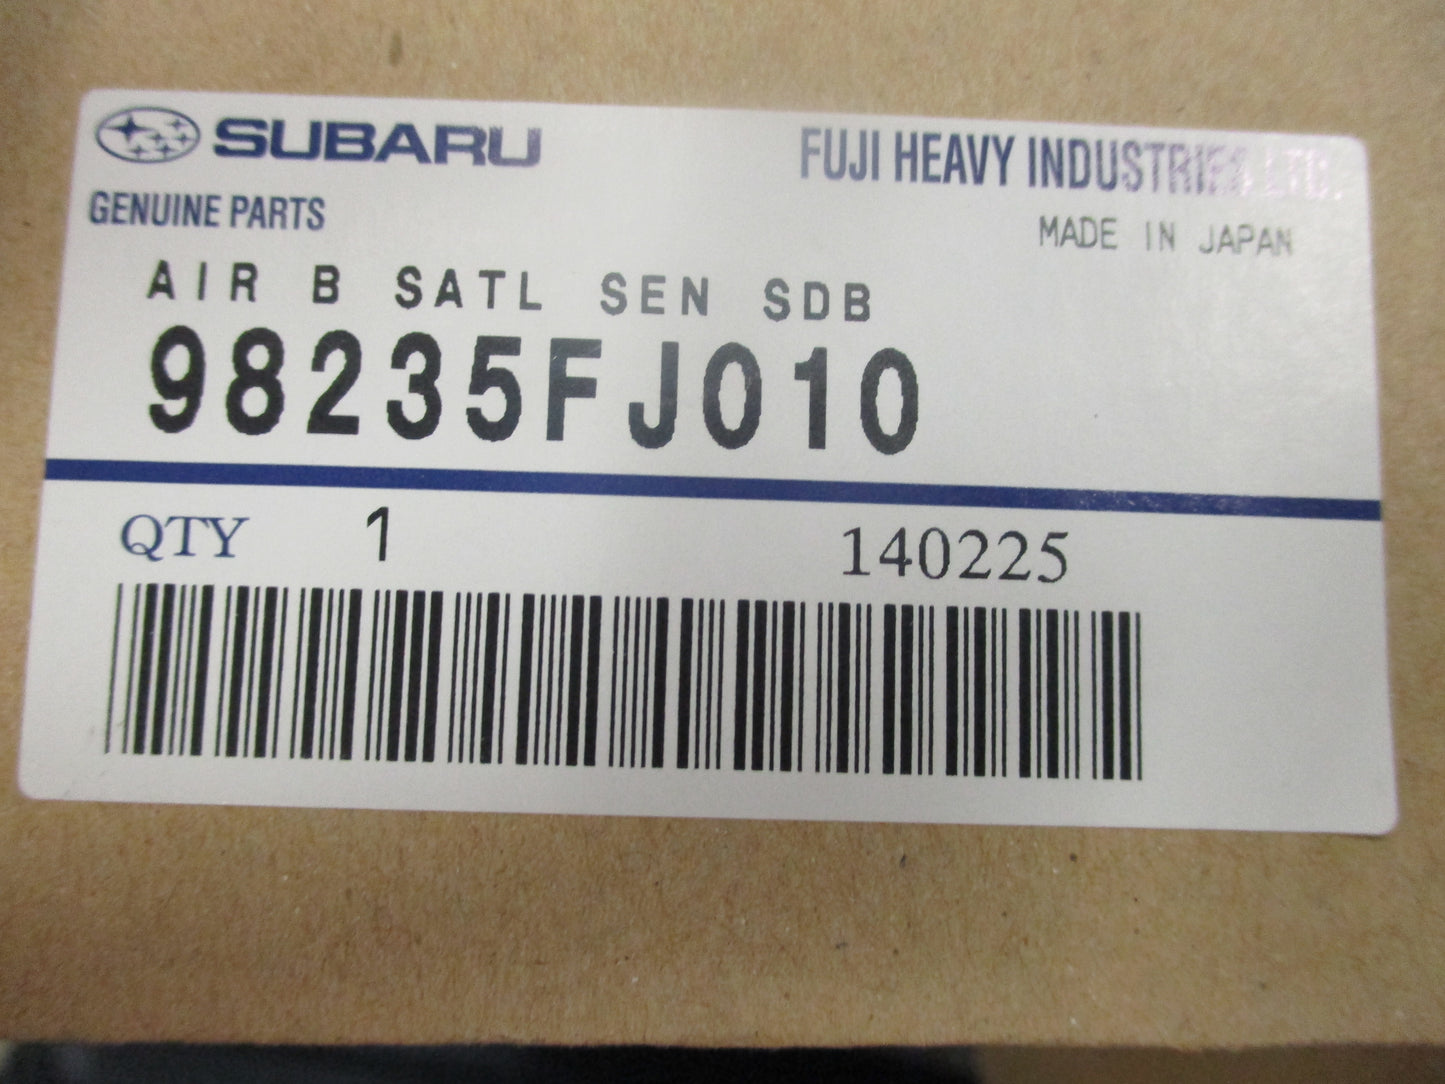 SUBARU
FUJI HEAVY INDUSTRIES LTD.
GENUINE PARTS
MADE IN JAPAN
AIR B SATL SEN SDB
98235FJ010
QTY 1 140225